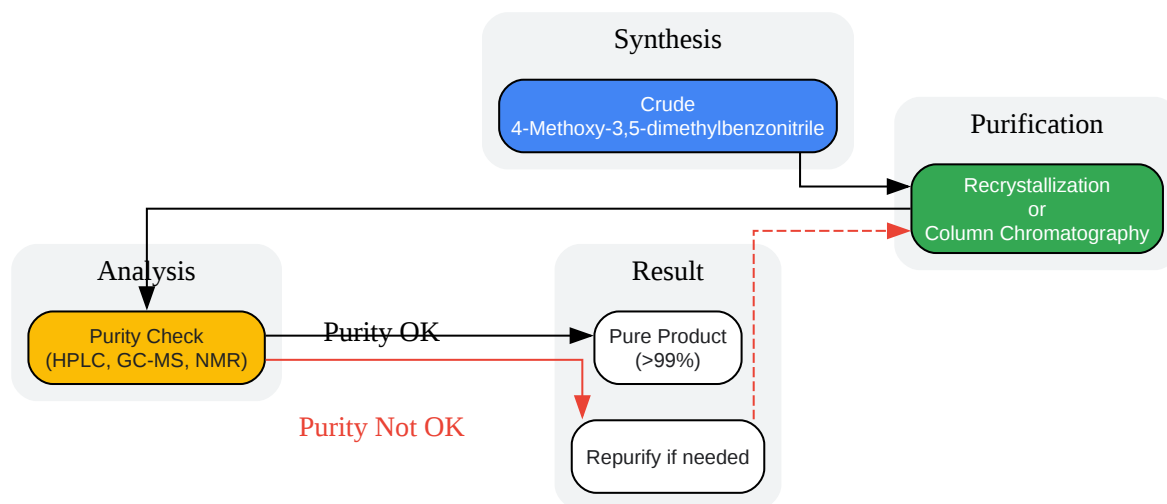 Synthesis
Crude
4-Methoxy-3,5-dimethylbenzonitrile
Purification
Recrystallization
or
Column Chromatography
Analysis
Purity Check
(HPLC, GC-MS, NMR)
Purity OK
Purity Not OK
Result
Pure Product
(>99%)
Repurify if needed